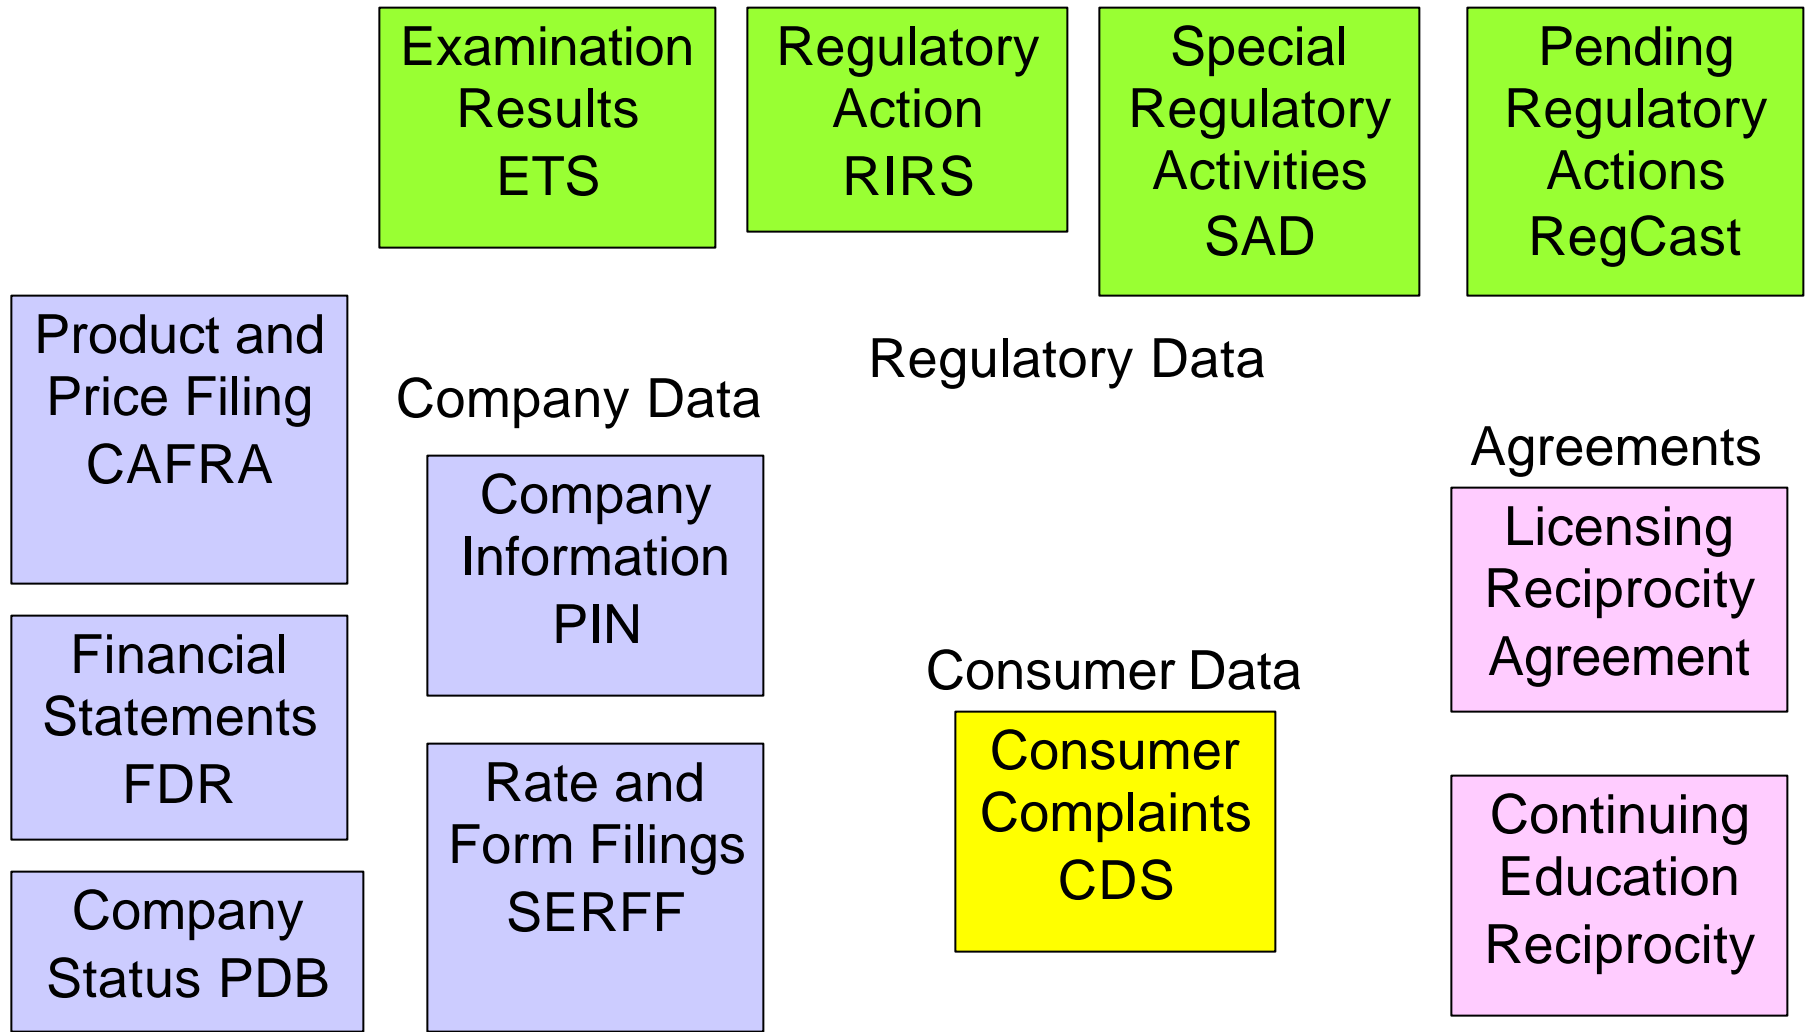 Examination
Results
ETS
Regulatory
Action
RIRS
Special
Regulatory
Activities
SAD
Pending
Regulatory
Actions
RegCast
Regulatory Data
Product and
Price Filing
CAFRA
Financial
Statements
FDR
Company
Status PDB
Company Data
Company
Information
PIN
Rate and
Form Filings
SERFF
Consumer Data
Consumer
Complaints
CDS
Agreements
Licensing
Reciprocity
Agreement
Continuing
Education
Reciprocity